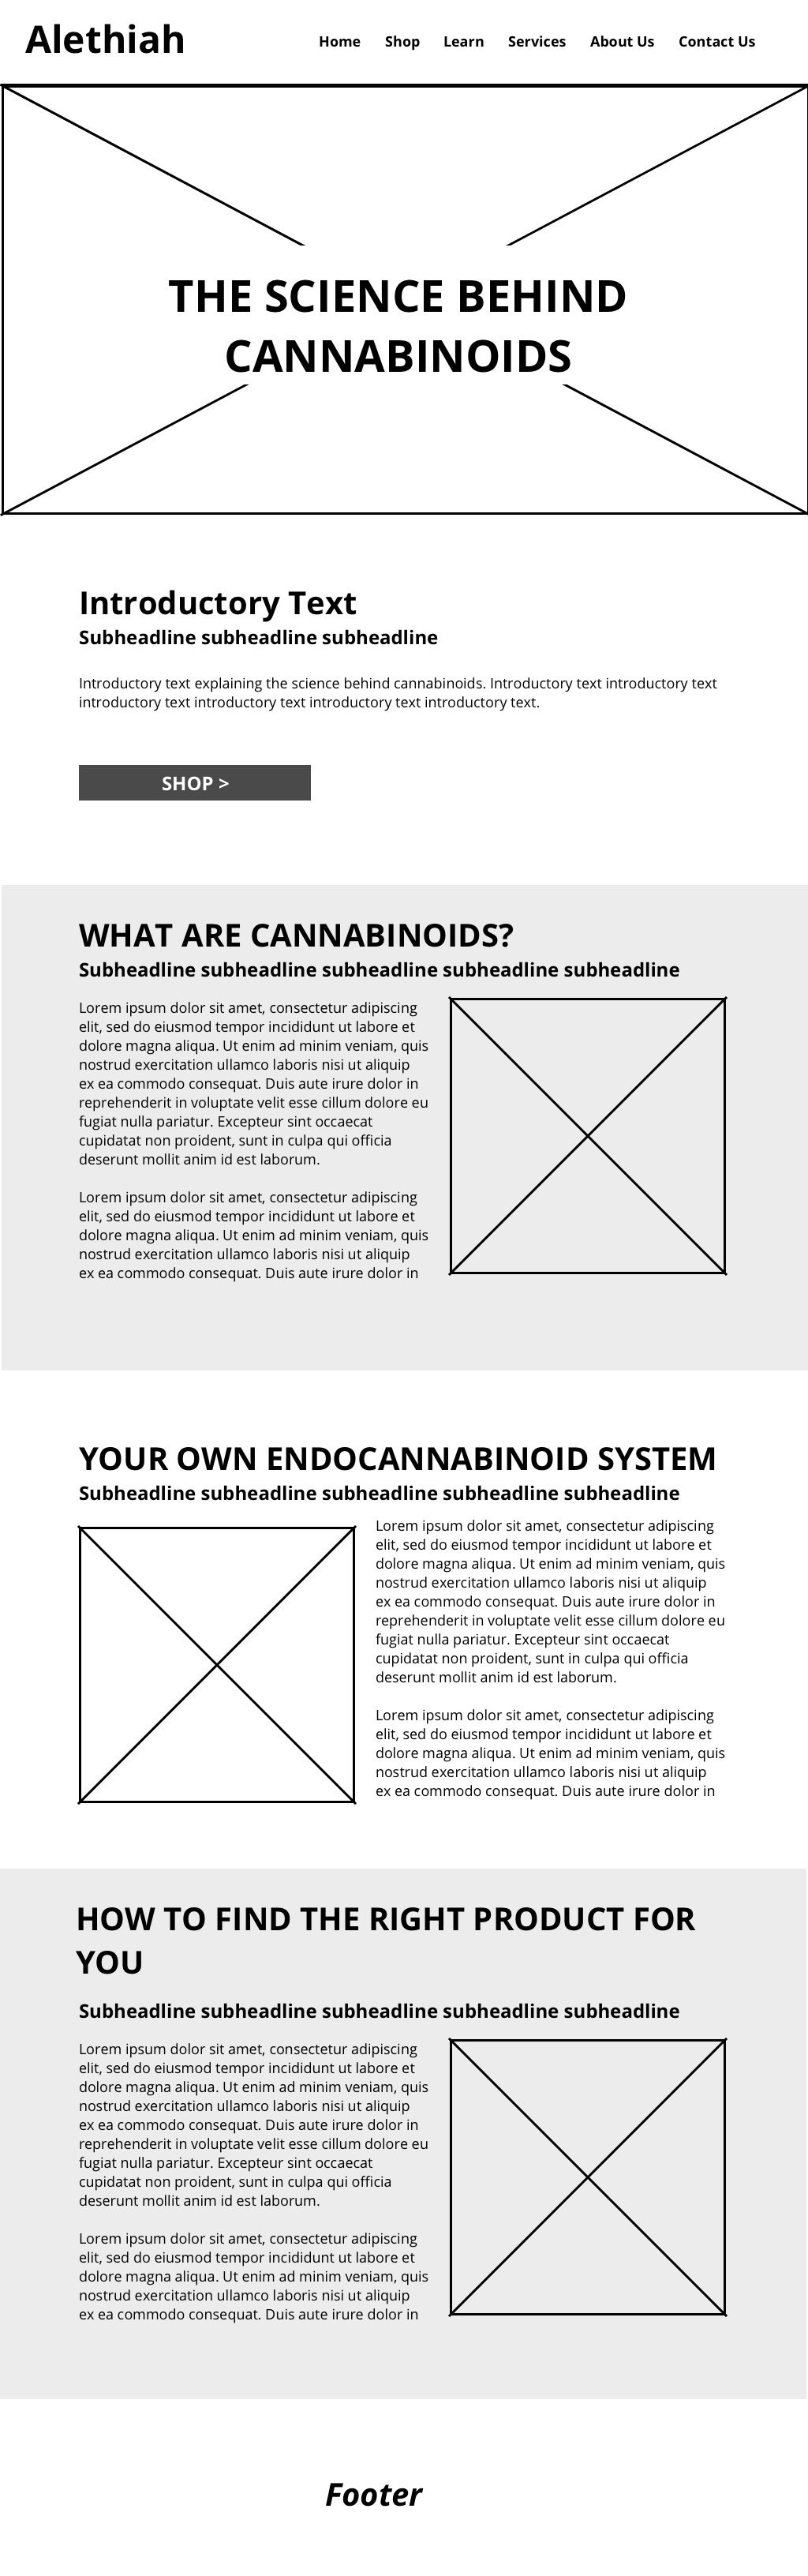 Alethiah
Home Shop Learn Services About Us Contact Us
THE SCIENCE BEHIND
CANNABINOIDS
Introductory Text
Subheadline subheadline subheadline
Introductory text explaining the science behind cannabinoids. Introductory text introductory text
introductory text introductory text introductory text introductory text.
SHOP >
WHAT ARE CANNABINOIDS?
Subheadline subheadline subheadline subheadline subheadline
Lorem ipsum dolor sit amet, consectetur adipiscing
elit, sed do eiusmod tempor incididunt ut labore et
dolore magna aliqua. Ut enim ad minim veniam, quis
nostrud exercitation ullamco laboris nisi ut aliquip
ex ea commodo consequat. Duis aute irure dolor in
reprehenderit in voluptate velit esse cillum dolore eu
fugiat nulla pariatur. Excepteur sint occaecat
cupidatat non proident, sunt in culpa qui officia
deserunt mollit anim id est laborum.
Lorem ipsum dolor sit amet, consectetur adipiscing
elit, sed do eiusmod tempor incididunt ut labore et
dolore magna aliqua. Ut enim ad minim veniam, quis
nostrud exercitation ullamco laboris nisi ut aliquip
ex ea commodo consequat. Duis aute irure dolor in
YOUR OWN ENDOCANNABINOID SYSTEM
Subheadline subheadline subheadline subheadline subheadline
Lorem ipsum dolor sit amet, consectetur adipiscing
elit, sed do eiusmod tempor incididunt ut labore et
dolore magna aliqua. Ut enim ad minim veniam, quis
nostrud exercitation ullamco laboris nisi ut aliquip
ex ea commodo consequat. Duis aute irure dolor in
reprehenderit in voluptate velit esse cillum dolore eu
fugiat nulla pariatur. Excepteur sint occaecat
cupidatat non proident, sunt in culpa qui officia
deserunt mollit anim id est laborum.
Lorem ipsum dolor sit amet, consectetur adipiscing
elit, sed do eiusmod tempor incididunt ut labore et
dolore magna aliqua. Ut enim ad minim veniam, quis
nostrud exercitation ullamco laboris nisi ut aliquip
ex ea commodo consequat. Duis aute irure dolor in
HOW TO FIND THE RIGHT PRODUCT FOR
YOU
Subheadline subheadline subheadline subheadline subheadline
Lorem ipsum dolor sit amet, consectetur adipiscing
elit, sed do eiusmod tempor incididunt ut labore et
dolore magna aliqua. Ut enim ad minim veniam, quis
nostrud exercitation ullamco laboris nisi ut aliquip
ex ea commodo consequat. Duis aute irure dolor in
reprehenderit in voluptate velit esse cillum dolore eu
fugiat nulla pariatur. Excepteur sint occaecat
cupidatat non proident, sunt in culpa qui officia
deserunt mollit anim id est laborum.
Lorem ipsum dolor sit amet, consectetur adipiscing
elit, sed do eiusmod tempor incididunt ut labore et
dolore magna aliqua. Ut enim ad minim veniam, quis
nostrud exercitation ullamco laboris nisi ut aliquip
ex ea commodo consequat. Duis aute irure dolor in
Footer